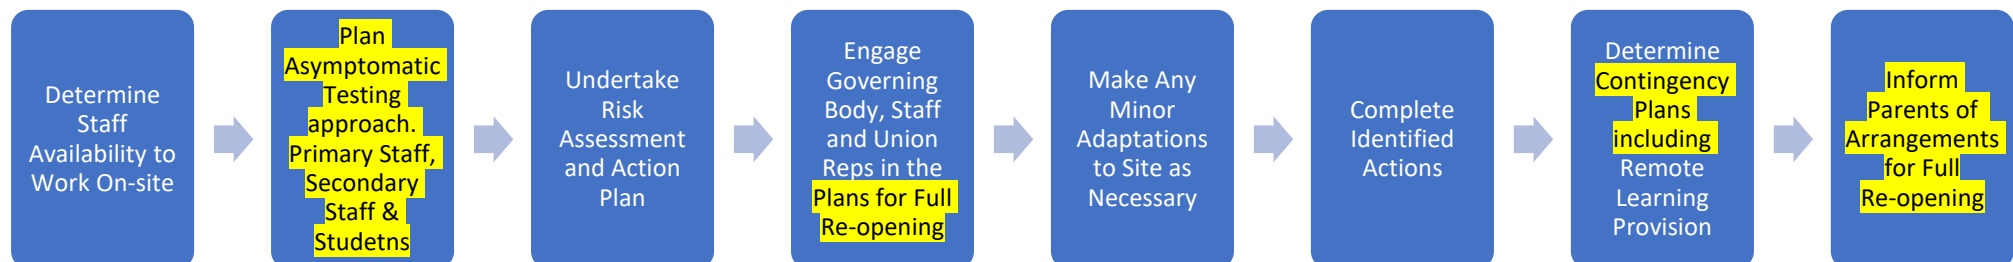 Determine
Staff
Availability to
Work On-site
Plan
Asymptomatic
Testing
approach.
Primary Staff,
Secondary
Staff &
Studetns
Undertake
Risk
Assessment
and Action
Plan
Engage
Governing
Body, Staff
and Union
Reps in the
Plans for Full
Re-opening
Make Any
Minor
Adaptations
to Site as
Necessary
Complete
Identified
Actions
Determine
Contingency
Plans
including
Remote
Learning
Provision
Inform
Parents of
Arrangements
for Full
Re-opening